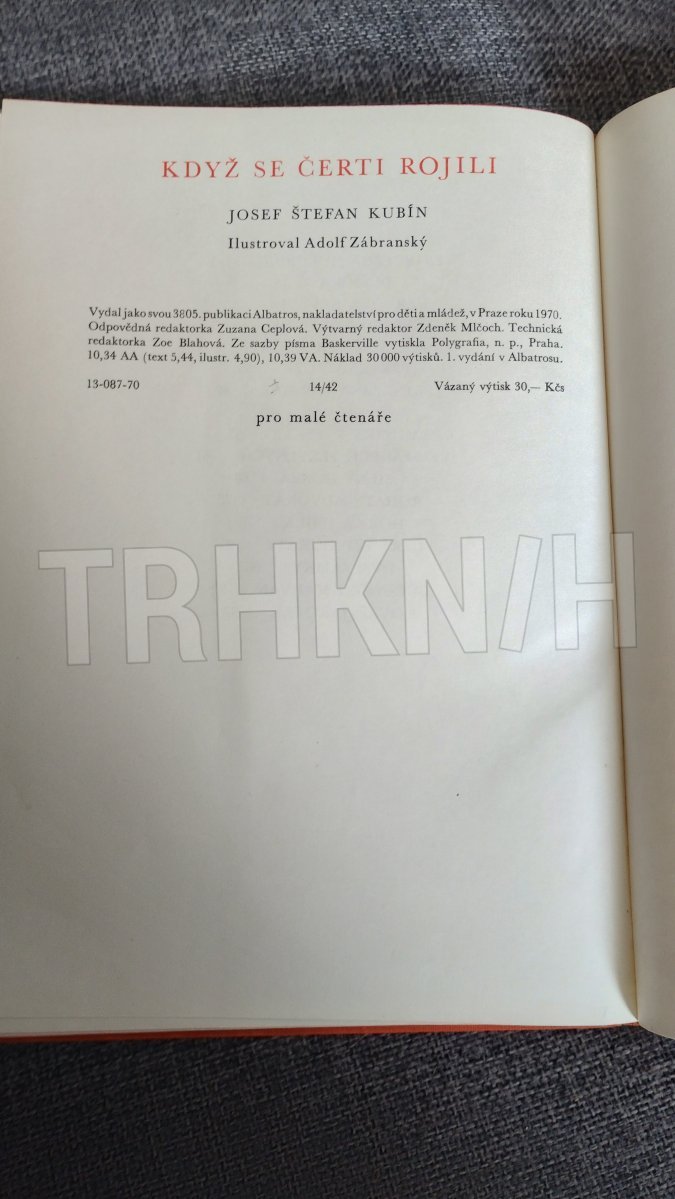 KDYŽ SE ČERTI ROJILI
JOSEF ŠTEFAN KUBÍN
Ilustroval Adolf Zábranský
Vydal jako svou 3805. publikaci Albatros, nakladatelství pro děti a mládež, v Praze roku 1970.
Odpovědná redaktorka Zuzana Ceplová. Výtvarný redaktor Zdeněk Mlčoch. Technická
redaktorka Zoe Blahová. Ze sazby písma Baskerville vytiskla Polygrafia, n. p., Praha.
10,34 AA (text 5,44, ilustr. 4,90), 10,39 VA. Náklad 30 000 výtisků. 1. vydání v Albatrosu.
13-087-70 14/42 Vázaný výtisk 30,— Kčs
pro malé čtenáře
TRHKN/H